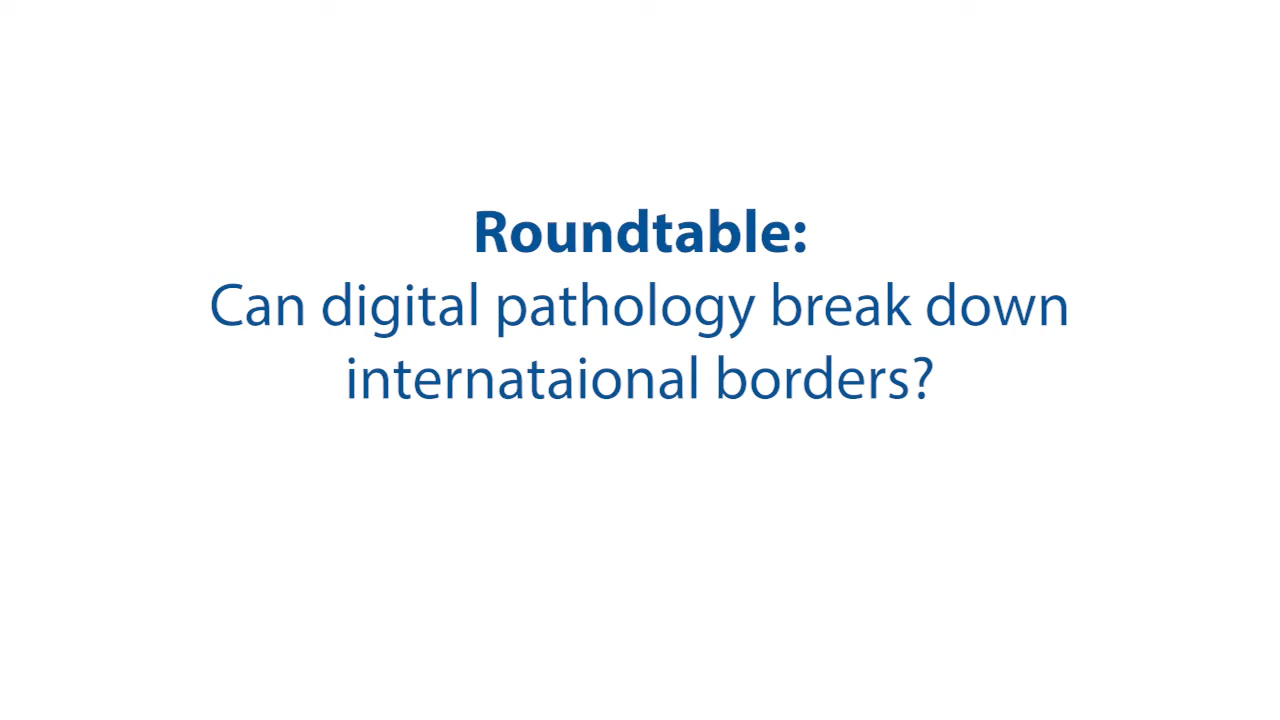 Roundtable:
Can digital pathology break down
internataional borders?